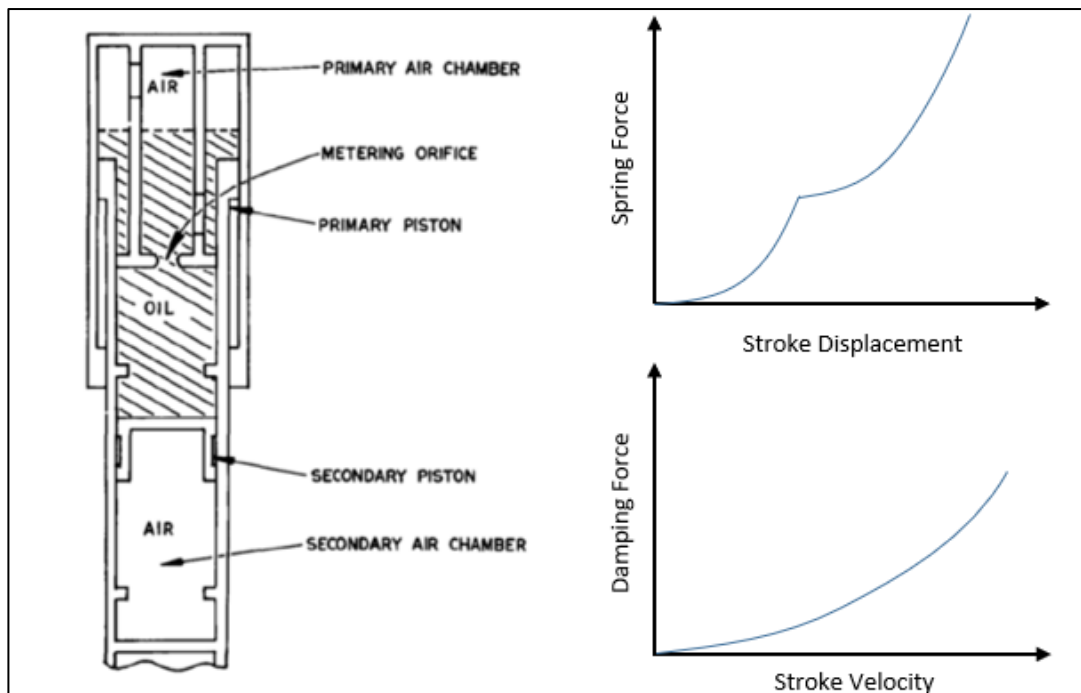 PRIMARY AIR CHAMBER
AIR
METERING ORIFICE
PRIMARY PISTON
OIL
SECONDARY PISTON
AIR
SECONDARY AIR CHAMBER
Spring Force
Stroke Displacement
Damping Force
Stroke Velocity